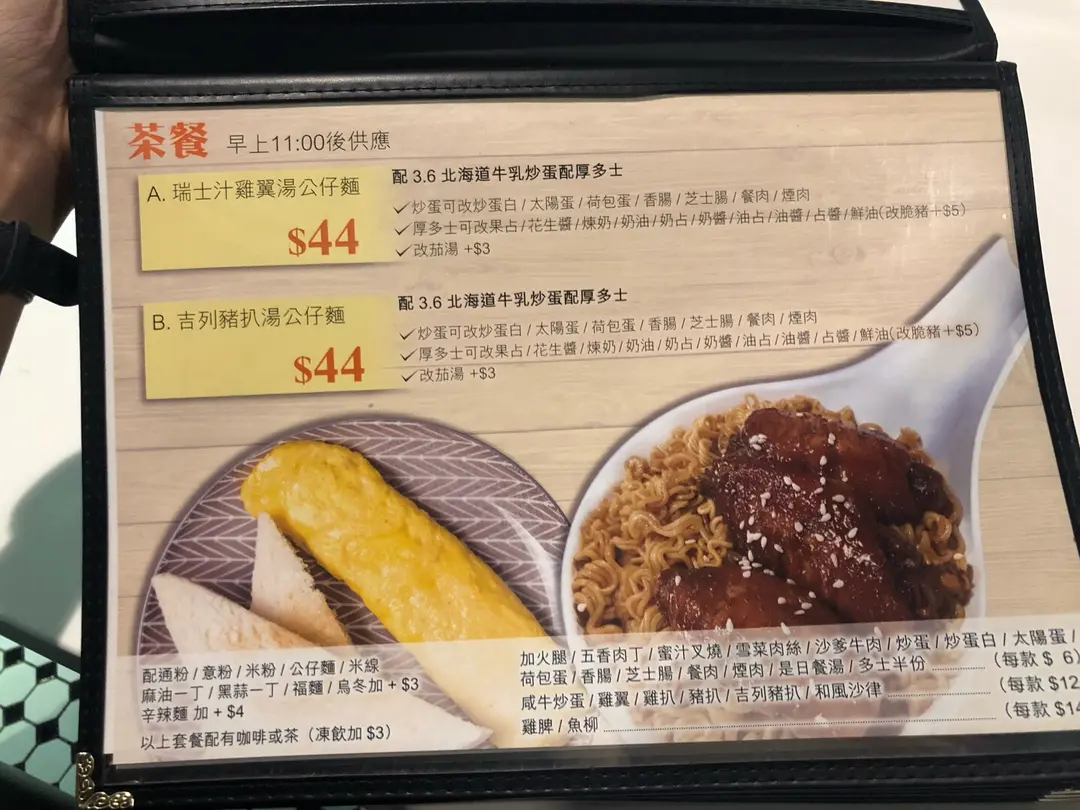 茶餐 早上11:00後供應
A. 瑞士汁雞翼湯公仔麵
$44
配 3.6 北海道牛乳炒蛋配厚多士
✓炒蛋可改炒蛋白 / 太陽蛋 / 荷包蛋 / 香腸 / 芝士腸 / 餐肉 / 煙肉
✓厚多士可改果占 / 花生醬 / 煉奶 / 奶油 / 奶占 / 奶醬 / 油占 / 油醬 / 占醬 / 鮮油(改脆豬+$5)
✓改茄湯 +$3
B. 吉列豬扒湯公仔麵
$44
配 3.6 北海道牛乳炒蛋配厚多士
✓炒蛋可改炒蛋白 / 太陽蛋 / 荷包蛋 / 香腸 / 芝士腸 / 餐肉 / 煙肉
✓厚多士可改果占 / 花生醬 / 煉奶 / 奶油 / 奶占 / 奶醬 / 油占 / 油醬 / 占醬 / 鮮油(改脆豬+$5)
✓改茄湯 +$3
配通粉 / 意粉 / 米粉 / 公仔麵 / 米線
麻油一丁 / 黑蒜一丁 / 福麵 / 烏冬加 + $3
辛辣麵 加 + $4
以上套餐配有咖啡或茶（凍飲加 $3）
加火腿 / 五香肉丁 / 蜜汁叉燒 / 雪菜肉絲 / 沙爹牛肉 / 炒蛋 / 炒蛋白 / 太陽蛋 /
荷包蛋 / 香腸 / 芝士腸 / 餐肉 / 煙肉 / 是日餐湯 / 多士半份 (每款 $ 6)
咸牛炒蛋 / 雞翼 / 雞扒 / 豬扒 / 吉列豬扒 / 和風沙律 (每款 $12
雞脾 / 魚柳 (每款 $14